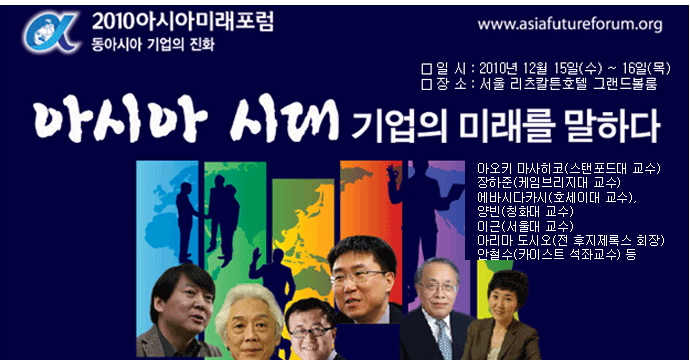 2010아시아미래포럼
동아시아 기업의 진화
www.asiafutureforum.org
□ 일 시 : 2010년 12월 15일(수) ~ 16일(목)
□ 장 소 : 서울 리츠칼튼호텔 그랜드볼룸
아시아 시대 기업의 미래를 말하다
아오키 마사히코(스탠포드대 교수)
장하준(케임브리지대 교수)
에바시다카시(호세이대 교수),
양빈(칭화대 교수)
이근(서울대 교수)
아리마 도시오(전 후지제록스 회장)
안철수(카이스트 석좌교수) 등